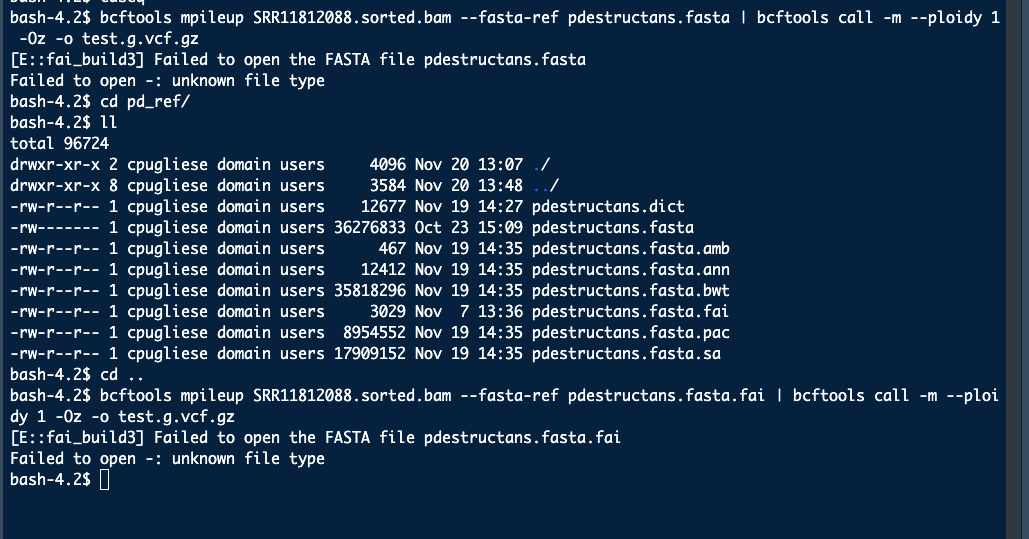 bash-4.2$ bcftools mpileup SRR11812088.sorted.bam --fasta-ref pdestructans.fasta | bcftools call -m --ploidy 1
 -Oz -o test.g.vcf.gz
[E::fai_build3] Failed to open the FASTA file pdestructans.fasta
Failed to open -: unknown file type
bash-4.2$ cd pd_ref/
bash-4.2$ ll
total 96724
drwxr-xr-x 2 cpugliese domain users     4096 Nov 20 13:07 ./
drwxr-xr-x 8 cpugliese domain users     3584 Nov 20 13:48 ../
-rw-r--r-- 1 cpugliese domain users    12677 Nov 19 14:27 pdestructans.dict
-rw------- 1 cpugliese domain users 36276833 Oct 23 15:09 pdestructans.fasta
-rw-r--r-- 1 cpugliese domain users      467 Nov 19 14:35 pdestructans.fasta.amb
-rw-r--r-- 1 cpugliese domain users    12412 Nov 19 14:35 pdestructans.fasta.ann
-rw-r--r-- 1 cpugliese domain users 35818296 Nov 19 14:35 pdestructans.fasta.bwt
-rw-r--r-- 1 cpugliese domain users     3029 Nov  7 13:36 pdestructans.fasta.fai
-rw-r--r-- 1 cpugliese domain users  8954552 Nov 19 14:35 pdestructans.fasta.pac
-rw-r--r-- 1 cpugliese domain users 17909152 Nov 19 14:35 pdestructans.fasta.sa
bash-4.2$ cd ..
bash-4.2$ bcftools mpileup SRR11812088.sorted.bam --fasta-ref pdestructans.fasta.fai | bcftools call -m --ploi
dy 1 -Oz -o test.g.vcf.gz
[E::fai_build3] Failed to open the FASTA file pdestructans.fasta.fai
Failed to open -: unknown file type
bash-4.2$